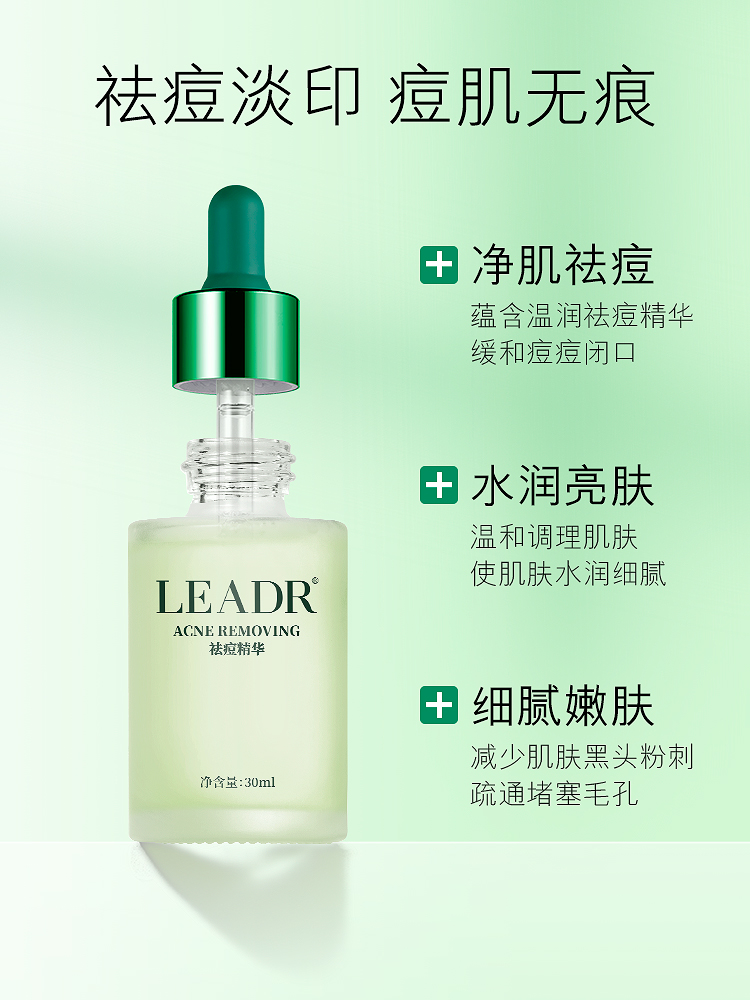 祛痘淡印 痘肌无痕
净肌祛痘
蕴含温润祛痘精华
缓和痘痘闭口
水润亮肤
温和调理肌肤
使肌肤水润细腻
细腻嫩肤
减少肌肤黑头粉刺
疏通堵塞毛孔
LEADR®
ACNE REMOVING
祛痘精华
净含量:30ml